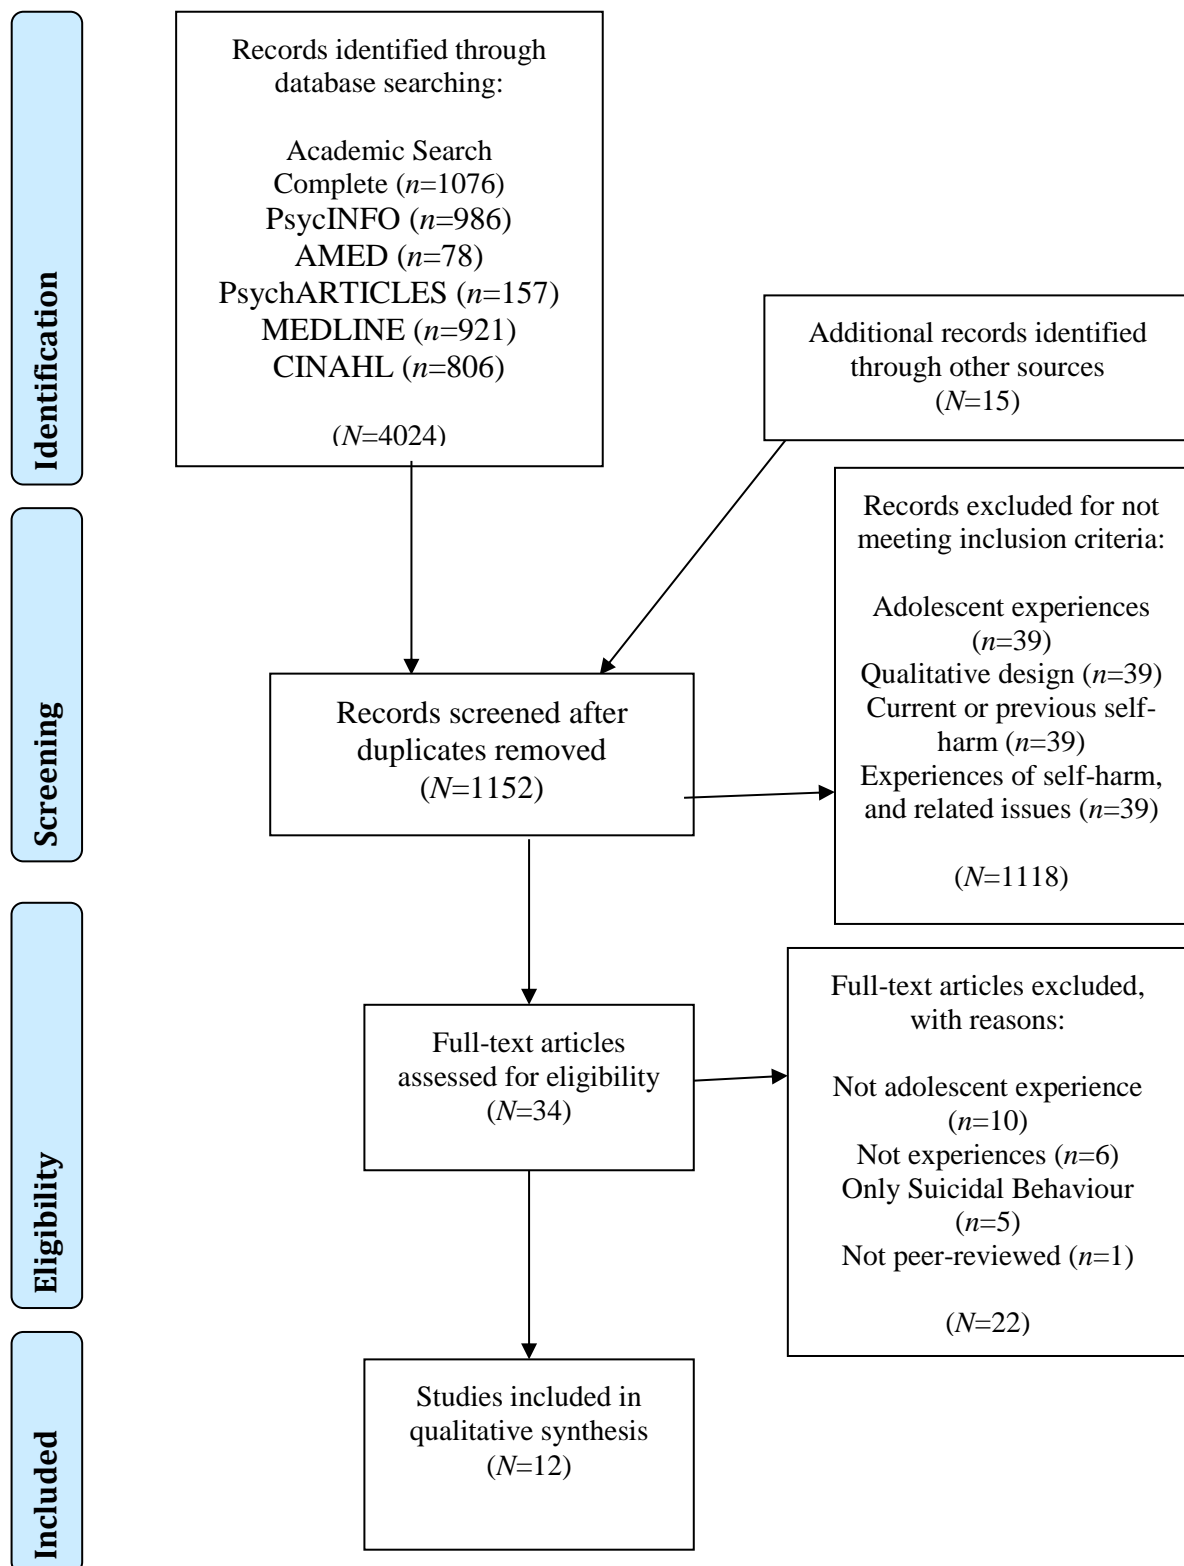 Identification
Records identified through
database searching:
Academic Search
Complete (n=1076)
PsycINFO (n=986)
AMED (n=78)
PsychARTICLES (n=157)
MEDLINE (n=921)
CINAHL (n=806)
(N=4024)
Additional records identified
through other sources
(N=15)
Screening
Records screened after
duplicates removed
(N=1152)
Records excluded for not
meeting inclusion criteria:
Adolescent experiences
(n=39)
Qualitative design (n=39)
Current or previous self-
harm (n=39)
Experiences of self-harm,
and related issues (n=39)
(N=1118)
Eligibility
Full-text articles
assessed for eligibility
(N=34)
Full-text articles excluded,
with reasons:
Not adolescent experience
(n=10)
Not experiences (n=6)
Only Suicidal Behaviour
(n=5)
Not peer-reviewed (n=1)
(N=22)
Included
Studies included in
qualitative synthesis
(N=12)